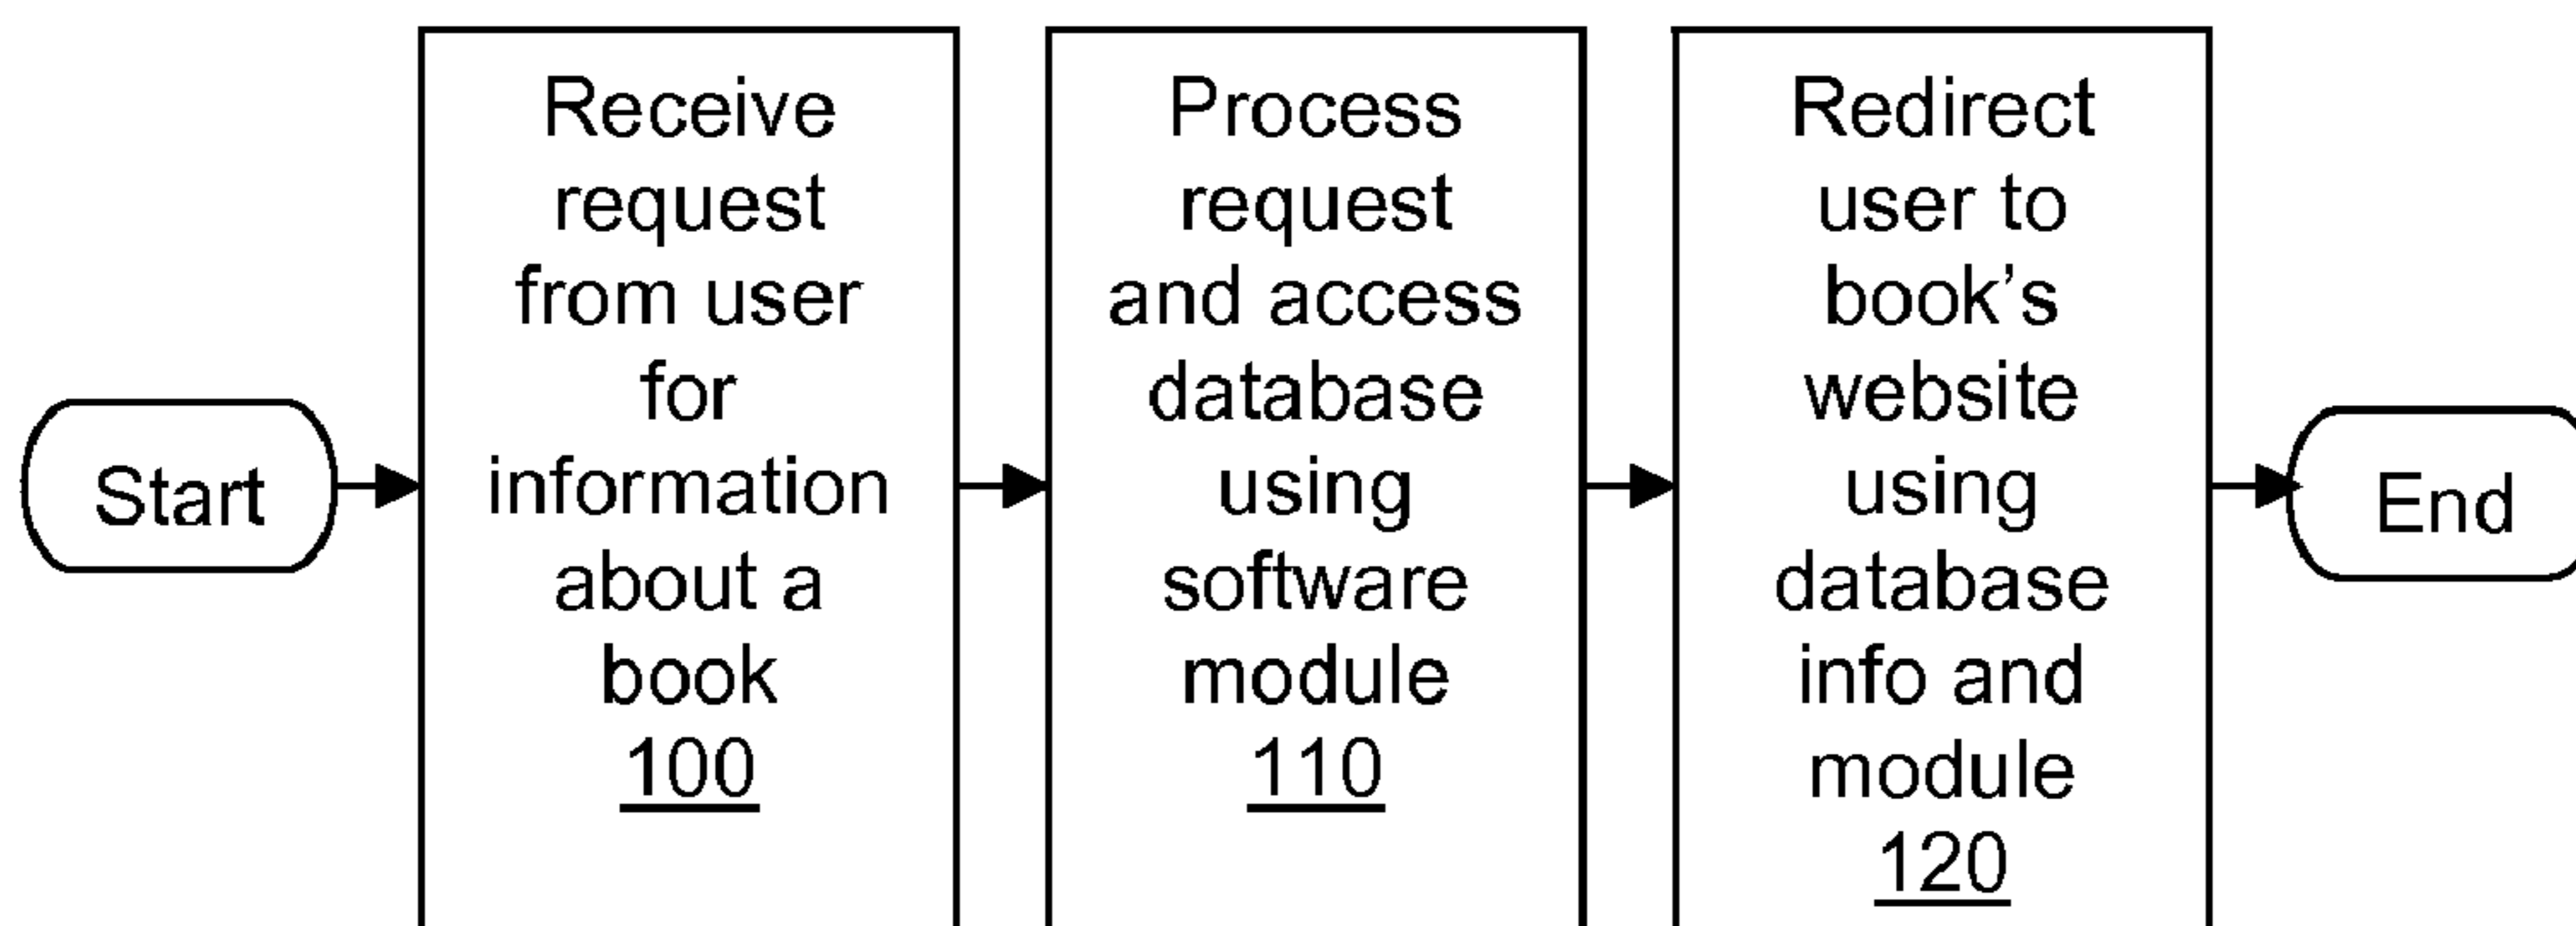 Start
Receive
request
from user
for
information
about a
book
100
Process
request
and access
database
using
software
module
110
Redirect
user to
book’s
website
using
database
info and
module
120
End